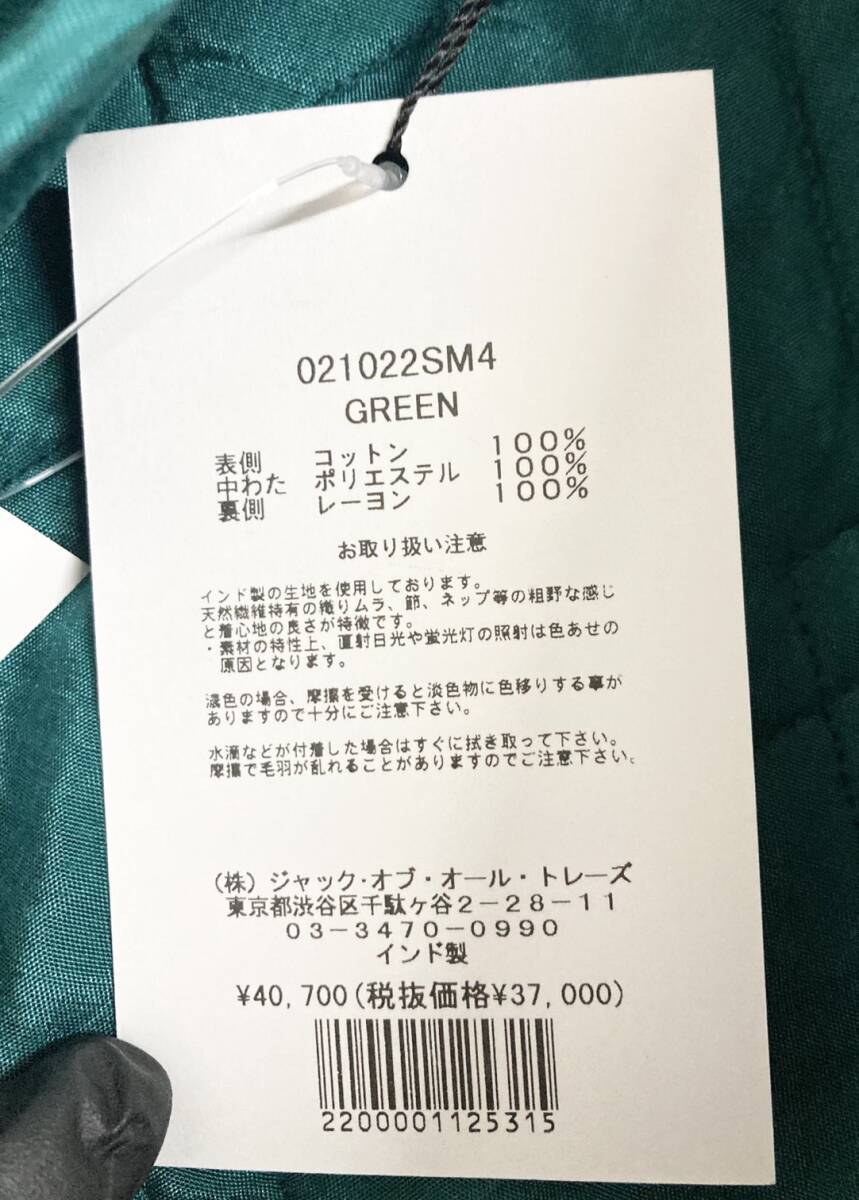 021022SM4
GREEN
表側 コットン 100%
中わた ポリエステル 100%
裏側 レーヨン 100%
お取り扱い注意
インド製の生地を使用しております。
天然繊維特有の織りムラ、節、ネップ等の粗野な感じ
と着心地の良さが特徴です。
・素材の特性上、直射日光や蛍光灯の照射は色あせの
原因となります。
濃色の場合、摩擦を受けると淡色物に色移りする事が
ありますので十分にご注意下さい。
水滴などが付着した場合はすぐに拭き取って下さい。
摩擦で毛羽が乱れることがありますのでご注意下さい。
(株)ジャック・オブ・オール・トレーズ
東京都渋谷区千駄ヶ谷2-28-11
03-3470-0990
インド製
¥40,700(税抜価格¥37,000)
2200001125315